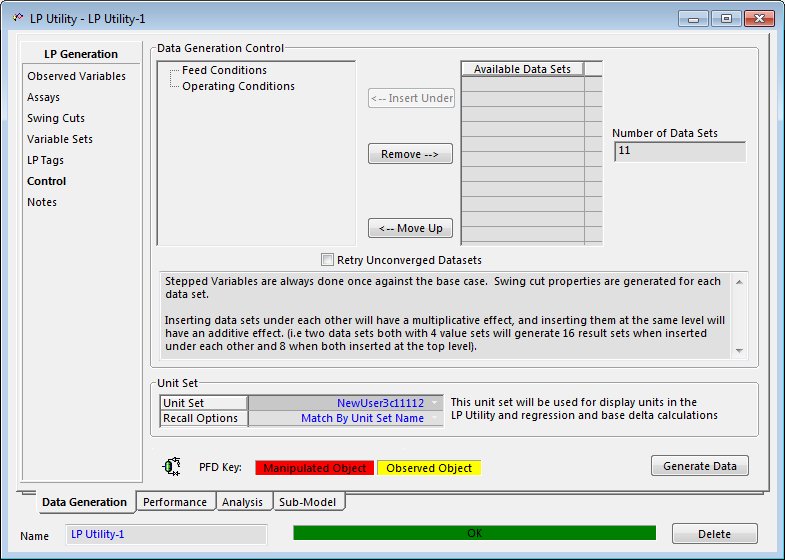 LP Utility - LP Utility-1
LP Generation
Observed Variables
Assays
Swing Cuts
Variable Sets
LP Tags
Control
Notes
Data Generation Control
Feed Conditions
Operating Conditions
<-- Insert Under
Remove -->
<-- Move Up
Available Data Sets
Number of Data Sets
11
Retry Unconverged Datasets
Stepped Variables are always done once against the base case.  Swing cut properties are generated for each
data set.
Inserting data sets under each other will have a multiplicative effect, and inserting them at the same level will
have an additive effect. (i.e two data sets both with 4 value sets will generate 16 result sets when inserted
under each other and 8 when both inserted at the top level).
Unit Set
Unit Set NewUser3c11112
Recall Options Match By Unit Set Name
This unit set will be used for display units in the
LP Utility and regression and base delta calculations
PFD Key: Manipulated Object Observed Object
Generate Data
Data Generation Performance Analysis Sub-Model
Name LP Utility-1 OK Delete